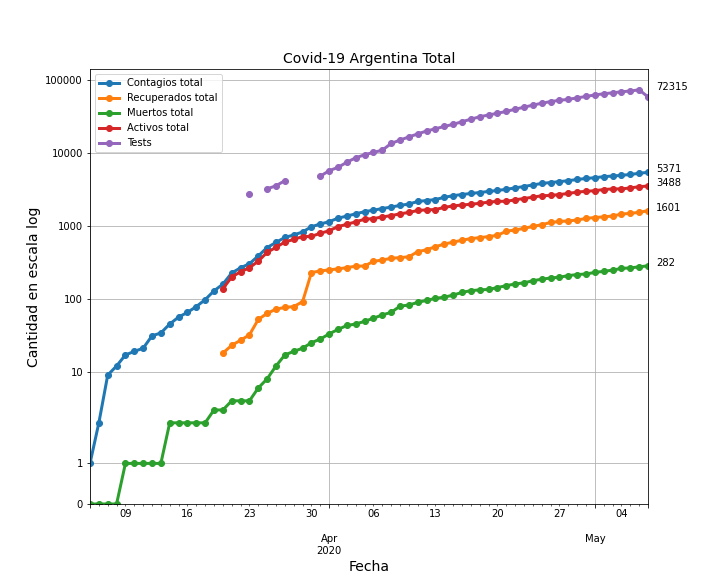 Covid-19 Argentina Total
Contagios total
Recuperados total
Muertos total
Activos total
Tests
Cantidad en escala log
100000
10000
1000
100
10
1
0
72315
5371
3488
1601
282
09 16 23 30 06 13 20 27 04
Apr May
2020
Fecha